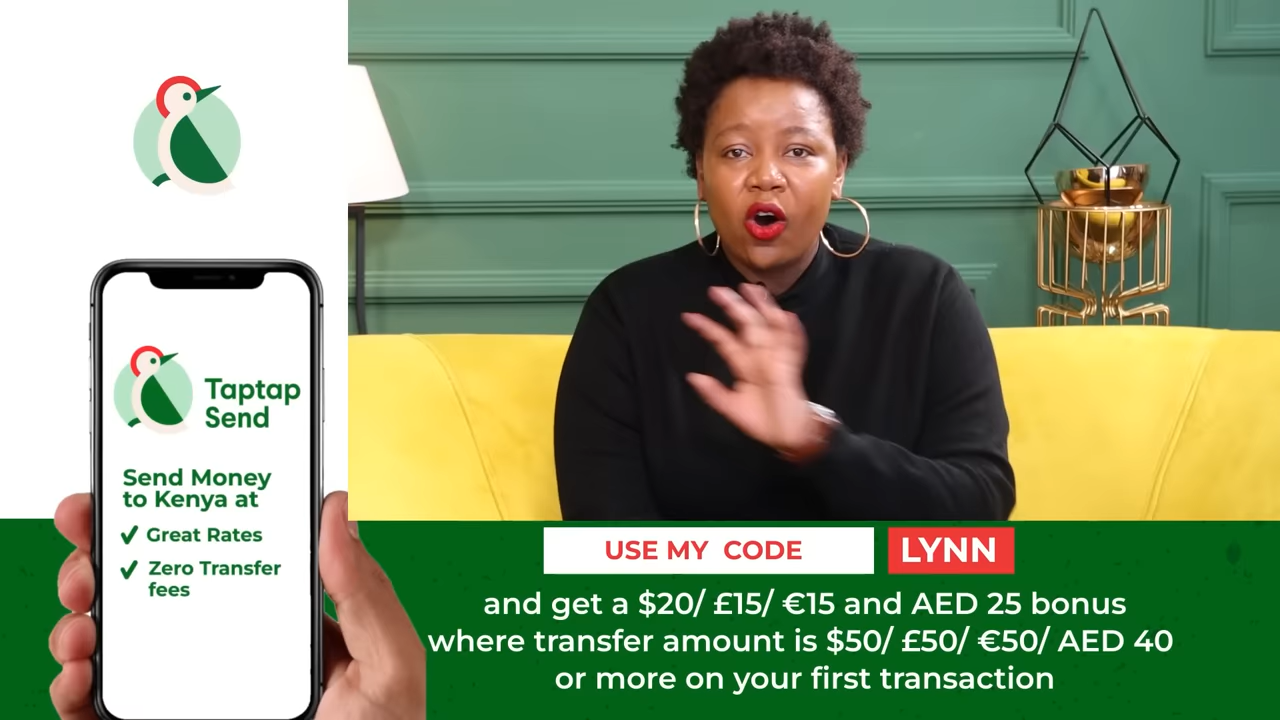 Taptap
Send
Send Money
to Kenya at
Great Rates
Zero Transfer
fees
USE MY CODE
LYNN
and get a $20/ £15/ €15 and AED 25 bonus
where transfer amount is $50/ £50/ €50/ AED 40
or more on your first transaction